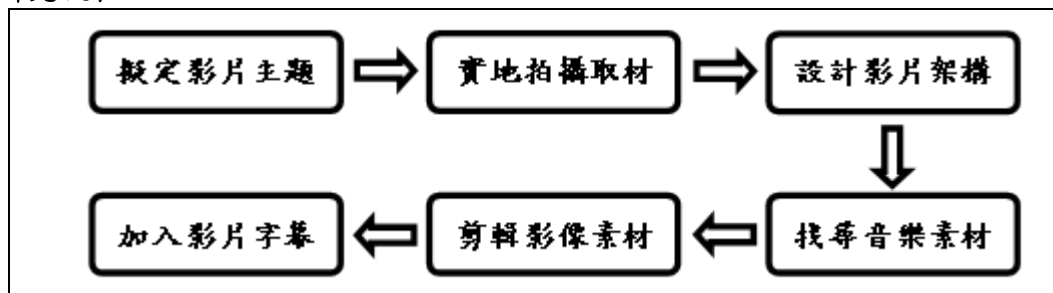 擬定影片主題
實地拍攝取材
設計影片架構
找尋音樂素材
剪輯影像素材
加入影片字幕